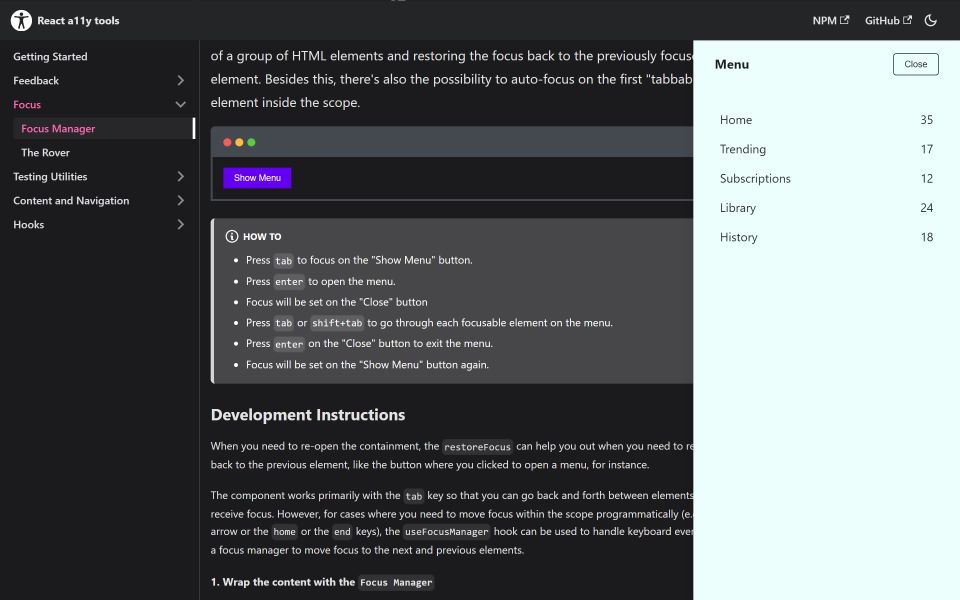 React a11y tools
NPM
GitHub
Getting Started
Feedback
Focus
Focus Manager
The Rover
Testing Utilities
Content and Navigation
Hooks
of a group of HTML elements and restoring the focus back to the previously
element. Besides this, there's also the possibility to auto-focus on the first
element inside the scope.
Show Menu
HOW TO
Press tab to focus on the "Show Menu" button.
Press enter to open the menu.
Focus will be set on the "Close" button
Press tab or shift+tab to go through each focusable element on the menu.
Press enter on the "Close" button to exit the menu.
Focus will be set on the "Show Menu" button again.
Development Instructions
When you need to re-open the containment, the restoreFocus can help you out when you need to
back to the previous element, like the button where you clicked to open a menu, for instance.
The component works primarily with the tab key so that you can go back and forth between elements
receive focus. However, for cases where you need to move focus within the scope programmatically
arrow or the home or the end keys), the useFocusManager hook can be used to handle keyboard
a focus manager to move focus to the next and previous elements.
1. Wrap the content with the Focus Manager
Menu
Close
Home 35
Trending 17
Subscriptions 12
Library 24
History 18